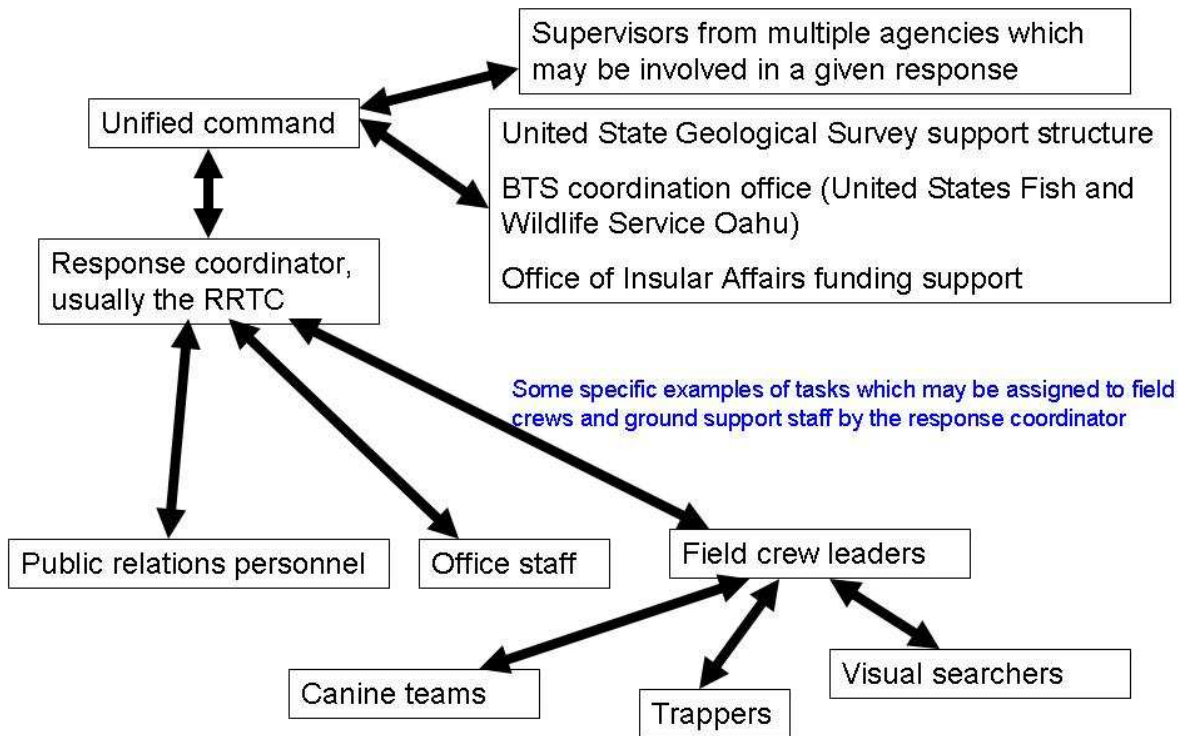 Supervisors from multiple agencies which
may be involved in a given response
Unified command
United State Geological Survey support structure
BTS coordination office (United States Fish and
Wildlife Service Oahu)
Office of Insular Affairs funding support
Response coordinator,
usually the RRTC
Some specific examples of tasks which may be assigned to field
crews and ground support staff by the response coordinator
Public relations personnel
Office staff
Field crew leaders
Canine teams
Trappers
Visual searchers